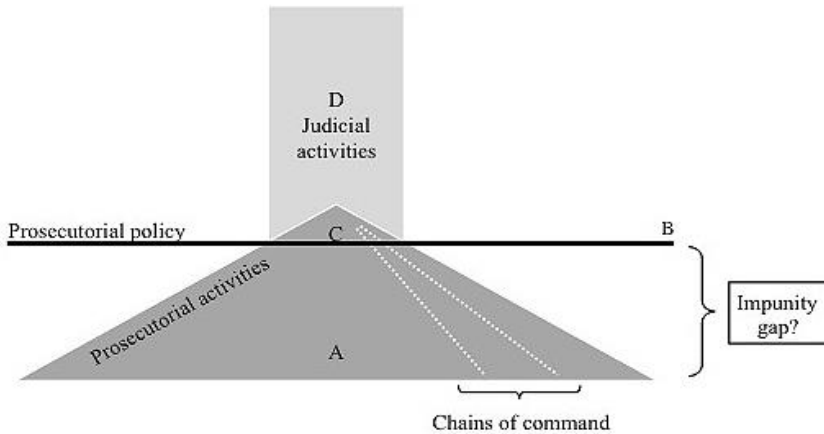 D
Judicial
activities
Prosecutorial policy
B
C
Prosecutorial activities
Impunity
gap?
A
Chains of command